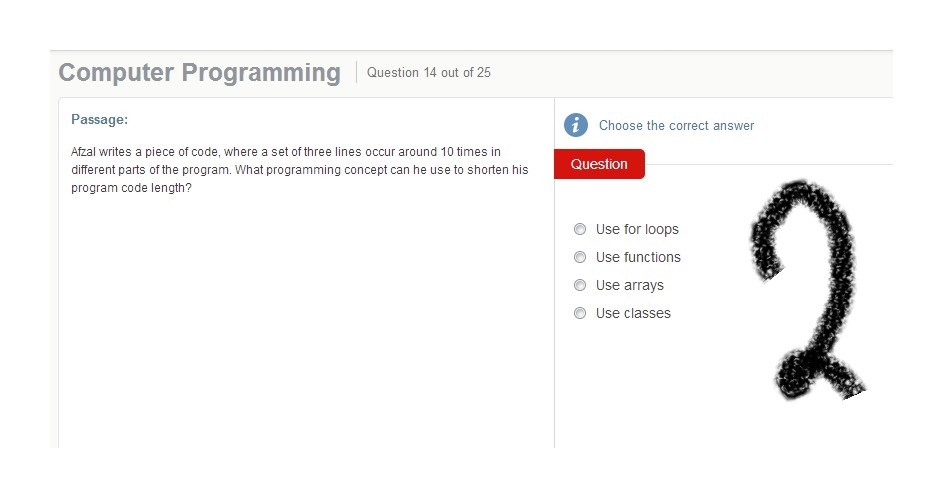 Computer Programming
Question 14 out of 25
Passage:
Afzal writes a piece of code, where a set of three lines occur around 10 times in
different parts of the program. What programming concept can he use to shorten his
program code length?
i
Choose the correct answer
Question
Use for loops
Use functions
Use arrays
Use classes
2